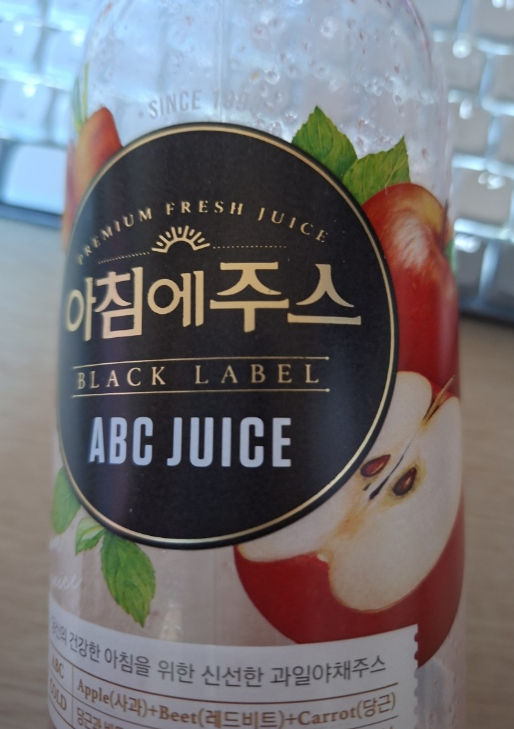 SINCE
PREMIUM FRESH JUICE
아침에주스
BLACK LABEL
ABC JUICE
건강한 아침을 위한 신선한 과일야채주스
ABC
Apple(사과)+Beet(레드비트)+Carrot(당근)
COLD